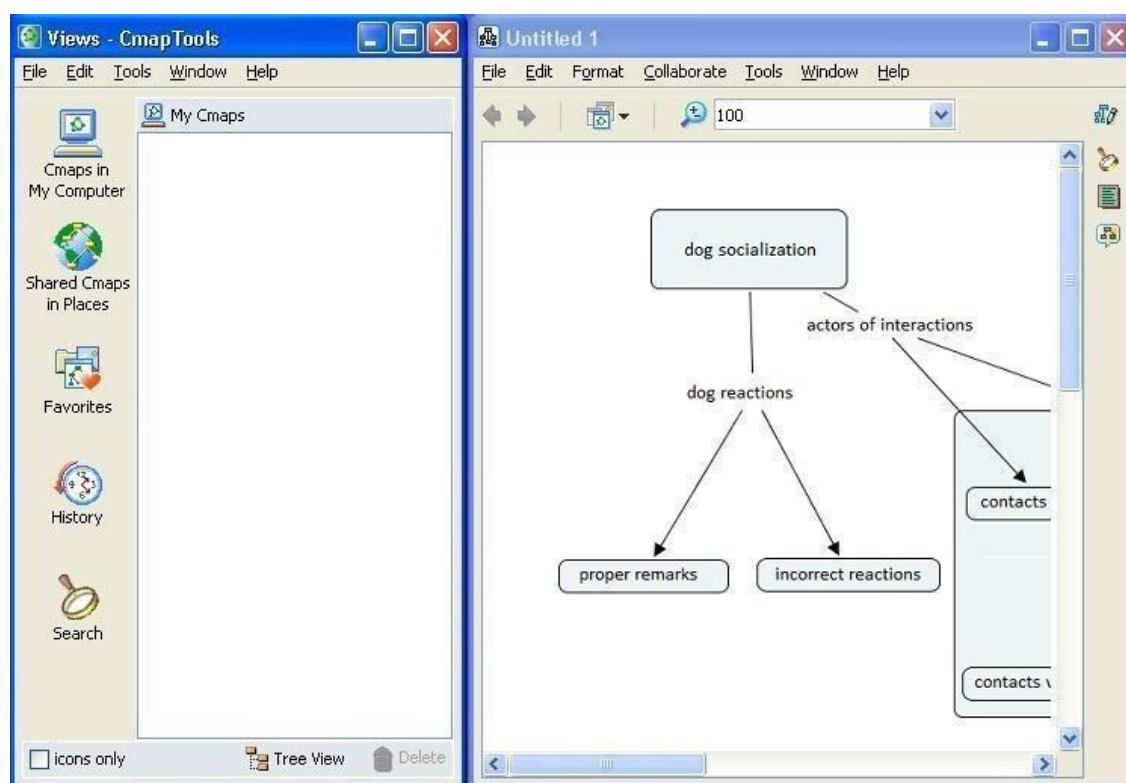 Views - CmapTools
File Edit Tools Window Help
Cmaps in
My Computer
Shared Cmaps
in Places
Favorites
History
Search
My Cmaps
icons only
Tree View
Delete
Untitled 1
File Edit Format Collaborate Tools Window Help
100
dog socialization
actors of interactions
dog reactions
contacts
proper remarks
incorrect reactions
contacts